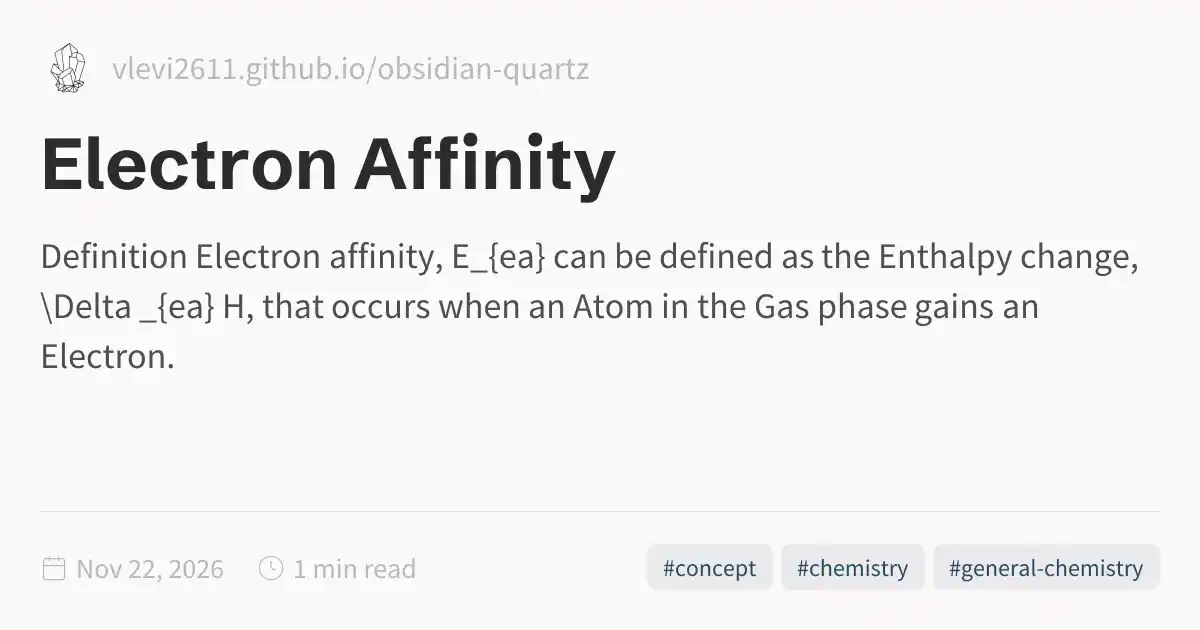 vlevi2611.github.io/obsidian-quartz
Electron Affinity
Definition Electron affinity, E_{ea} can be defined as the Enthalpy change,
\Delta _{ea} H, that occurs when an Atom in the Gas phase gains an
Electron.
Nov 22, 2026 1 min read #concept #chemistry #general-chemistry